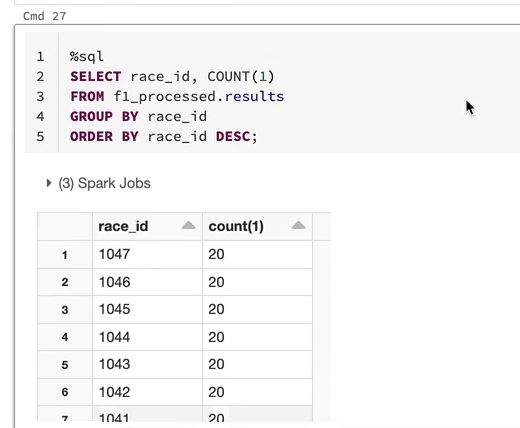 Cmd 27
1 %sql
2 SELECT race_id, COUNT(1)
3 FROM f1_processed.results
4 GROUP BY race_id
5 ORDER BY race_id DESC;
(3) Spark Jobs
race_id count(1)
1 1047 20
2 1046 20
3 1045 20
4 1044 20
5 1043 20
6 1042 20
7 1041 20